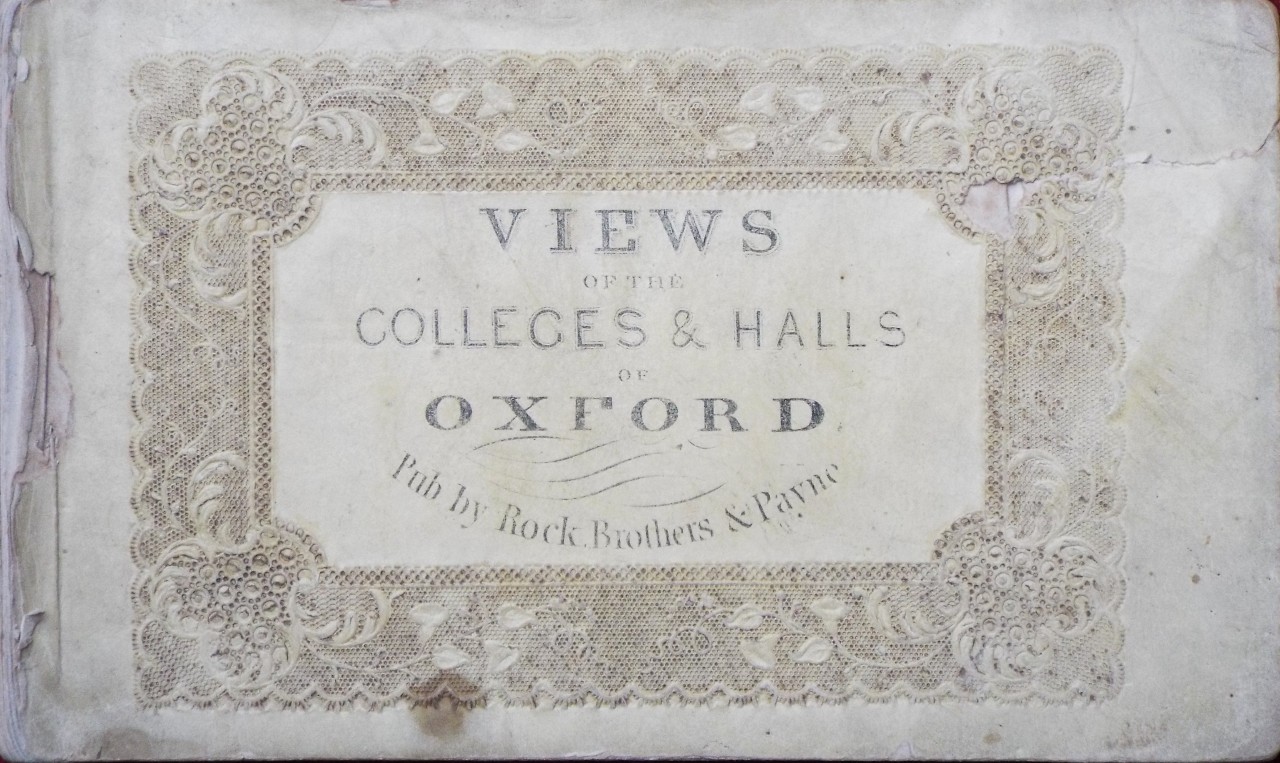 VIEWS
OF THE
COLLEGES & HALLS
OF
OXFORD
Pub by Rock Brothers & Payne